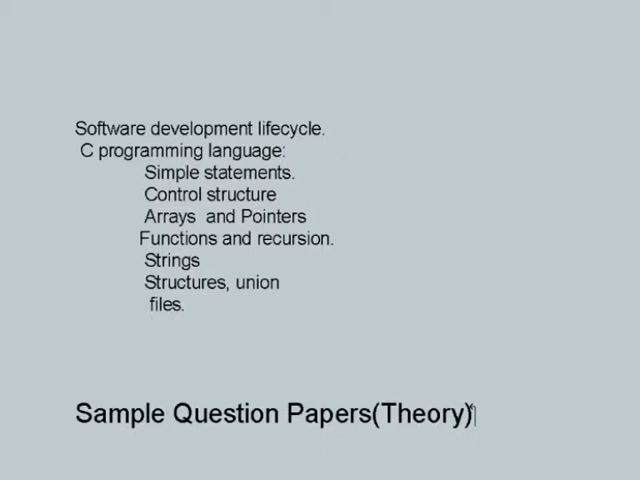 Software development lifecycle.
C programming language:
Simple statements.
Control structure
Arrays and Pointers
Functions and recursion.
Strings
Structures, union
files.
Sample Question Papers(Theory)